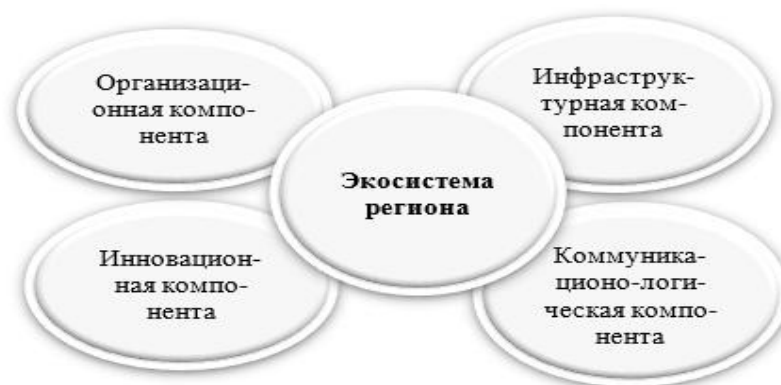 Организаци-
онная компо-
нента
Инфраструк-
турная ком-
понента
Экосистема
региона
Инновацион-
ная компо-
нента
Коммуника-
ционо-логи-
ческая компо-
нента